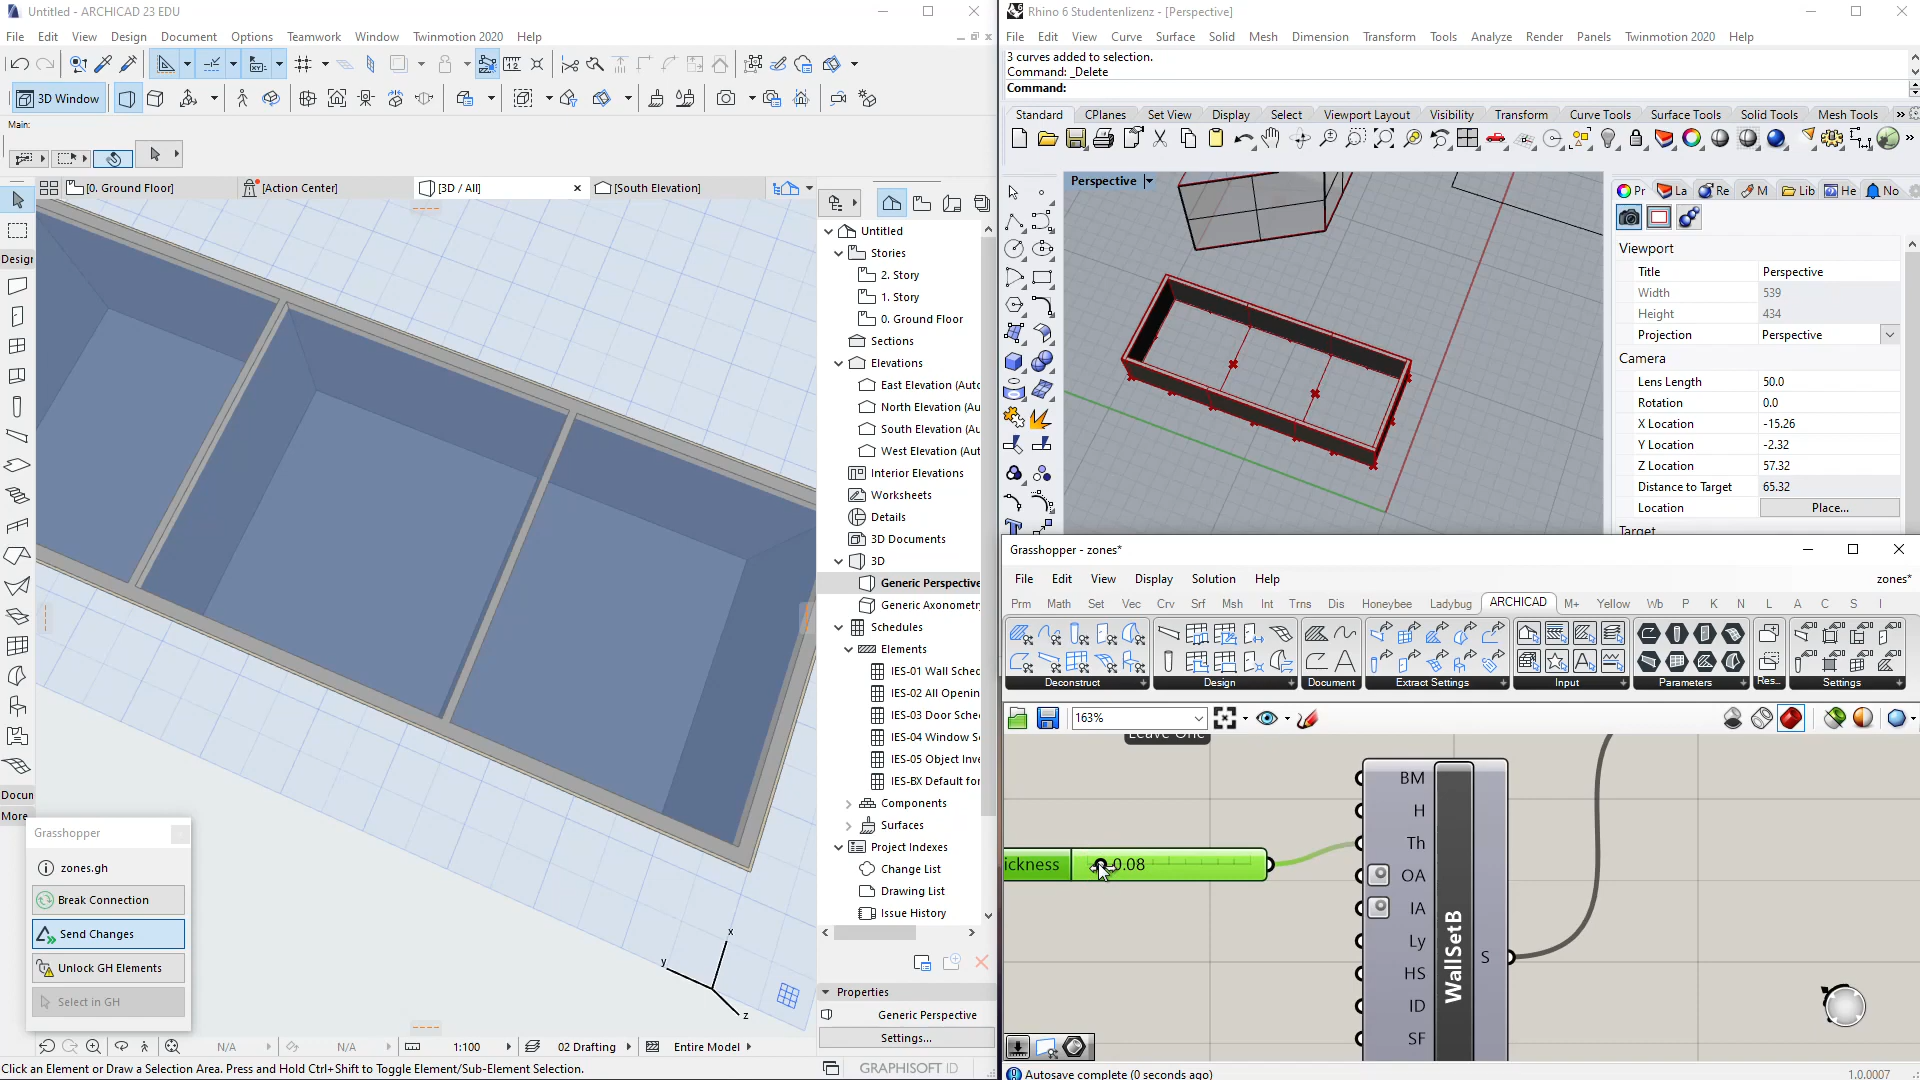 Untitled - ARCHICAD 23 EDU
File Edit View Design Document Options Teamwork Window Twinmotion 2020 Help
3D Window
Main:
[0. Ground Floor]
[Action Center]
[3D / All]
[South Elevation]
Design
Docun
More
Untitled
Stories
2. Story
1. Story
0. Ground Floor
Sections
Elevations
East Elevation (Auto
North Elevation (Au
South Elevation (Au
West Elevation (Aut
Interior Elevations
Worksheets
Details
3D Documents
3D
Generic Perspective
Generic Axonometry
Schedules
Elements
IES-01 Wall Sched
IES-02 All Opening
IES-03 Door Sche
IES-04 Window S
IES-05 Object Inve
IES-BX Default for
Components
Surfaces
Project Indexes
Change List
Drawing List
Issue History
Properties
Generic Perspective
Settings...
Grasshopper
zones.gh
Break Connection
Send Changes
Unlock GH Elements
Select in GH
x
y
z
N/A
N/A
1:100
02 Drafting
Entire Model
Click an Element or Draw a Selection Area. Press and Hold Ctrl+Shift to Toggle Element/Sub-Element Selection.
GRAPHISOFT ID
Rhino 6 Studentenlizenz - [Perspective]
File Edit View Curve Surface Solid Mesh Dimension Transform Tools Analyze Render Panels Twinmotion 2020 Help
3 curves added to selection.
Command: _Delete
Command:
Standard CPlanes Set View Display Select Viewport Layout Visibility Transform Curve Tools Surface Tools Solid Tools Mesh Tools
Perspective
Pr La Re M Lib He No
Viewport
Title Perspective
Width 539
Height 434
Projection Perspective
Camera
Lens Length 50.0
Rotation 0.0
X Location -15.26
Y Location -2.32
Z Location 57.32
Distance to Target 65.32
Location Place...
Target
Grasshopper - zones*
File Edit View Display Solution Help
zones*
Prm Math Set Vec Crv Srf Msh Int Trns Dis Honeybee Ladybug ARCHICAD M+ Yellow Wb P K N L A C S I
Deconstruct
Design
Document
Extract Settings
Input
Parameters
Res...
Settings
163%
Leave One
ickness
0.08
BM
H
Th
OA
IA
Ly
HS
ID
SF
WallSetB
S
Autosave complete (0 seconds ago)
1.0.0007